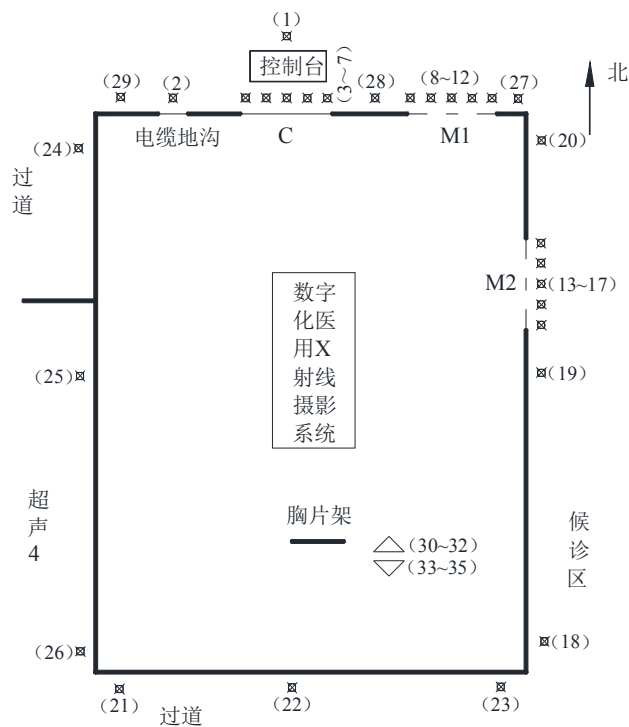 (1)
控制台
(3~7)
(29)
(2)
(28)
(8~12)
(27)
北
电缆地沟
C
M1
(24)
(20)
过道
M2
(13~17)
数字
化医
用X
射线
摄影
系统
(25)
(19)
超声4
胸片架
(30~32)
(33~35)
候诊区
(26)
(18)
(21)
过道
(22)
(23)